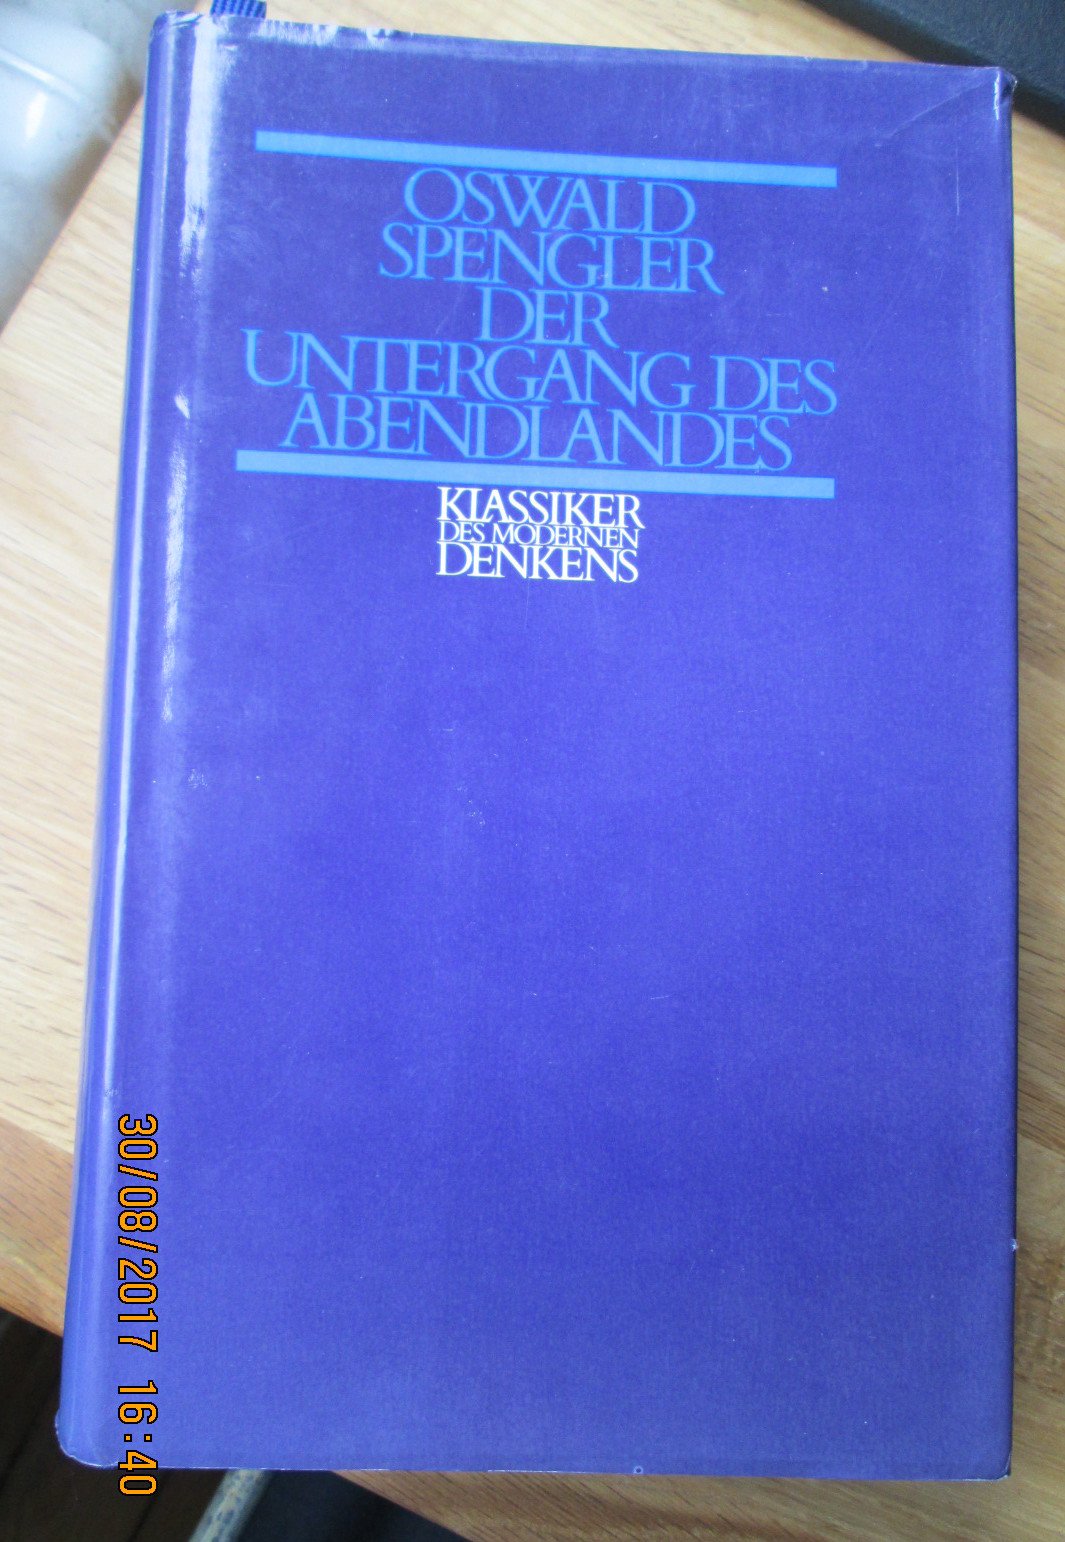 OSWALD
SPENGLER
DER
UNTERGANG DES
ABENDLANDES
KLASSIKER
DES MODERNEN
DENKENS
30/08/2017 16:40